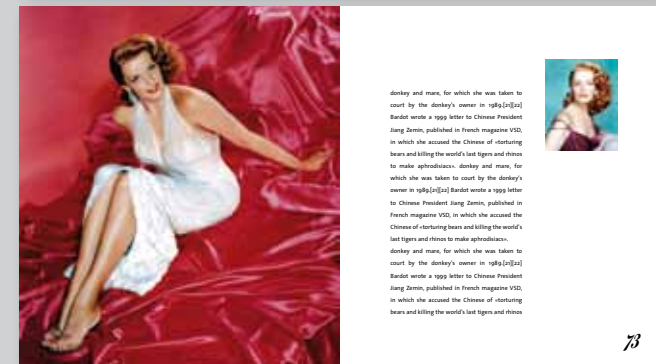 donkey and mare, for which she was taken to
court by the donkey's owner in 1989.[21][22]
Bardot wrote a 1999 letter to Chinese President
Jiang Zemin, published in French magazine VSD,
in which she accused the Chinese of «torturing
bears and killing the world's last tigers and rhinos
to make aphrodisiacs». donkey and mare, for
which she was taken to court by the donkey's
owner in 1989.[21][22] Bardot wrote a 1999 letter
to Chinese President Jiang Zemin, published in
French magazine VSD, in which she accused the
Chinese of «torturing bears and killing the world's
last tigers and rhinos to make aphrodisiacs».
donkey and mare, for which she was taken to
court by the donkey's owner in 1989.[21][22]
Bardot wrote a 1999 letter to Chinese President
Jiang Zemin, published in French magazine VSD,
in which she accused the Chinese of «torturing
bears and killing the world's last tigers and rhinos
73